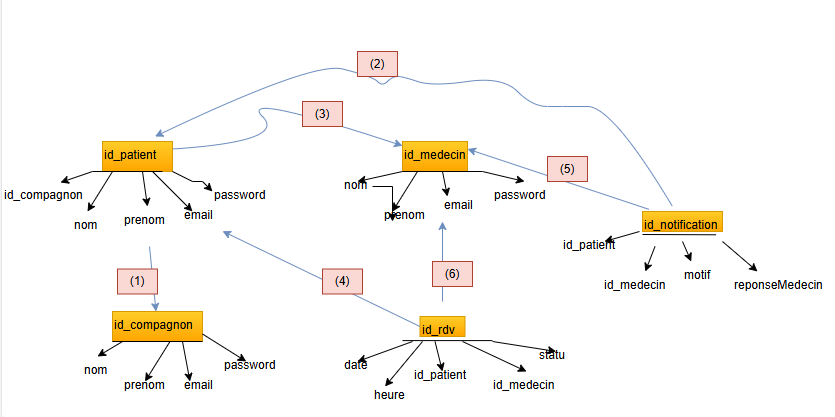 (2)
(3)
id_patient
id_medecin
(5)
id_compagnon
nom
prenom
email
password
nom
prenom
email
password
id_notification
id_patient
id_medecin
motif
reponseMedecin
(1)
(4)
(6)
id_compagnon
nom
prenom
email
password
id_rdv
date
heure
id_patient
id_medecin
statu